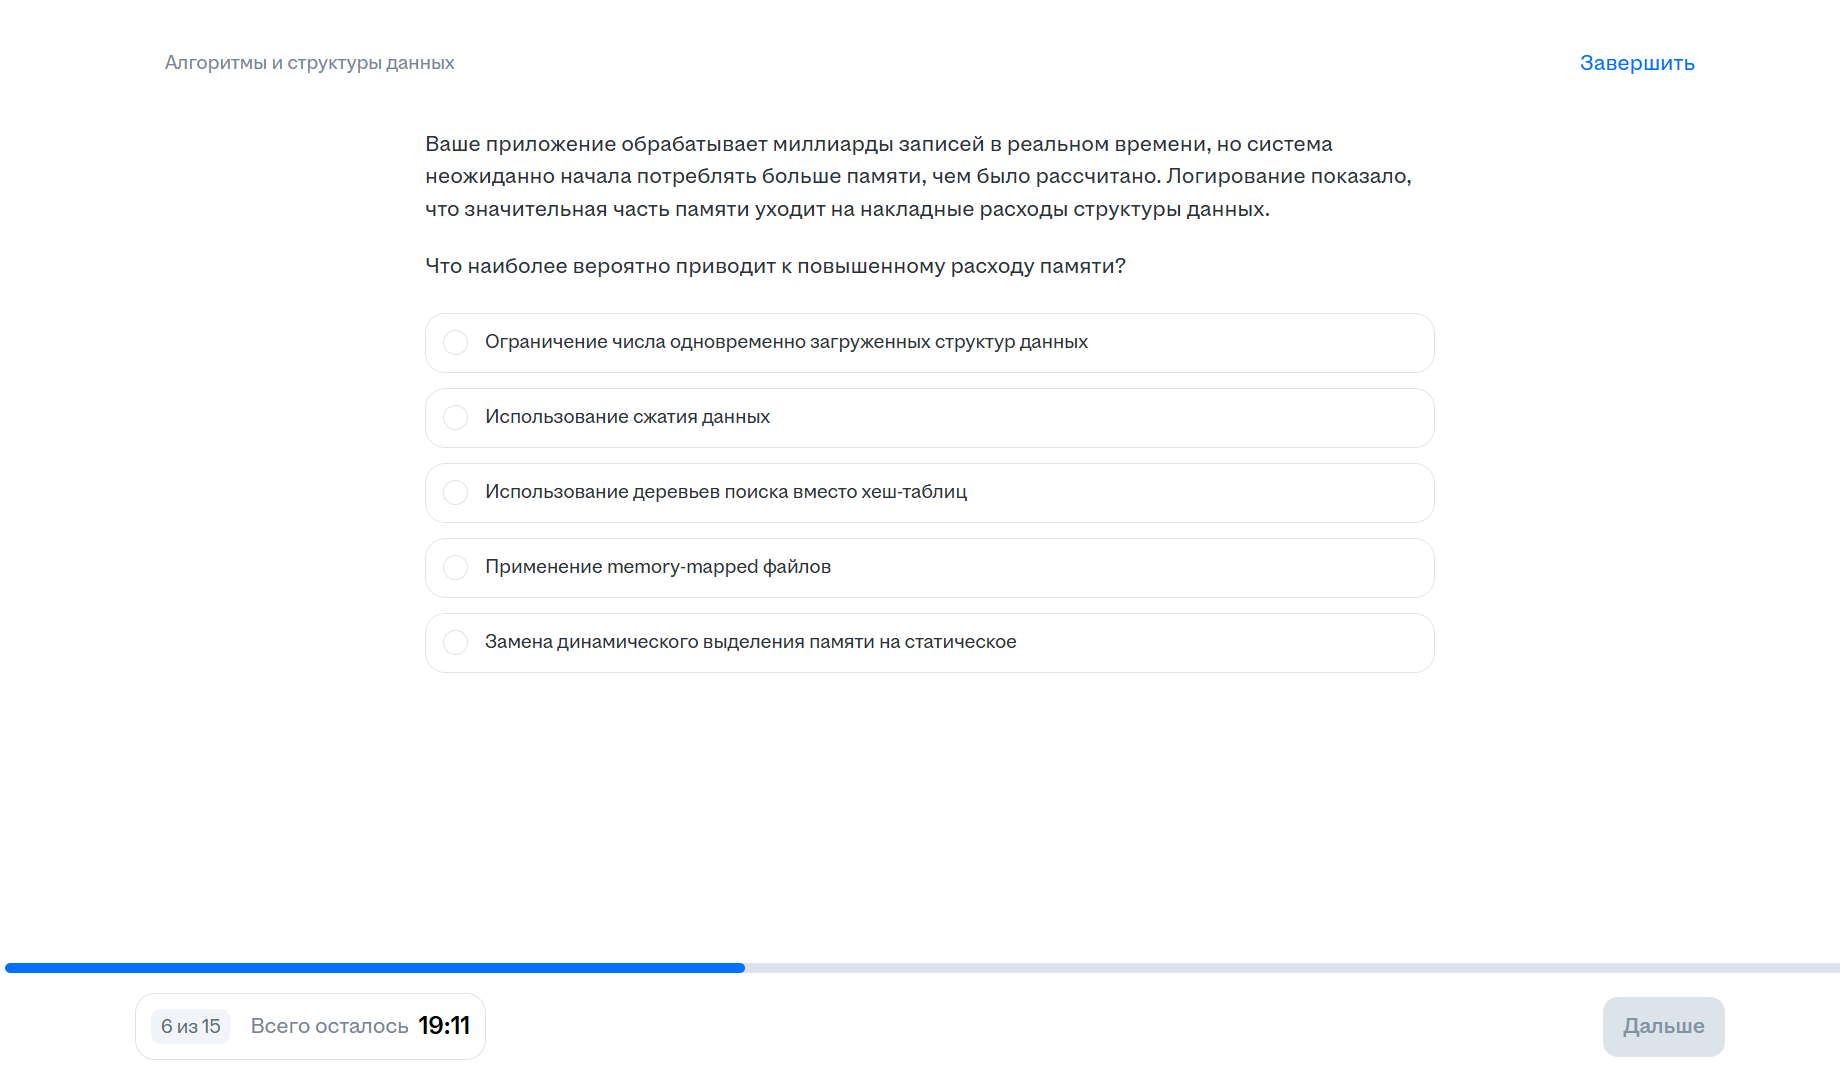 Алгоритмы и структуры данных
Завершить
Ваше приложение обрабатывает миллиарды записей в реальном времени, но система
неожиданно начала потреблять больше памяти, чем было рассчитано. Логирование показало,
что значительная часть памяти уходит на накладные расходы структуры данных.
Что наиболее вероятно приводит к повышенному расходу памяти?
Ограничение числа одновременно загруженных структур данных
Использование сжатия данных
Использование деревьев поиска вместо хеш-таблиц
Применение memory-mapped файлов
Замена динамического выделения памяти на статическое
6 из 15
Всего осталось 19:11
Дальше